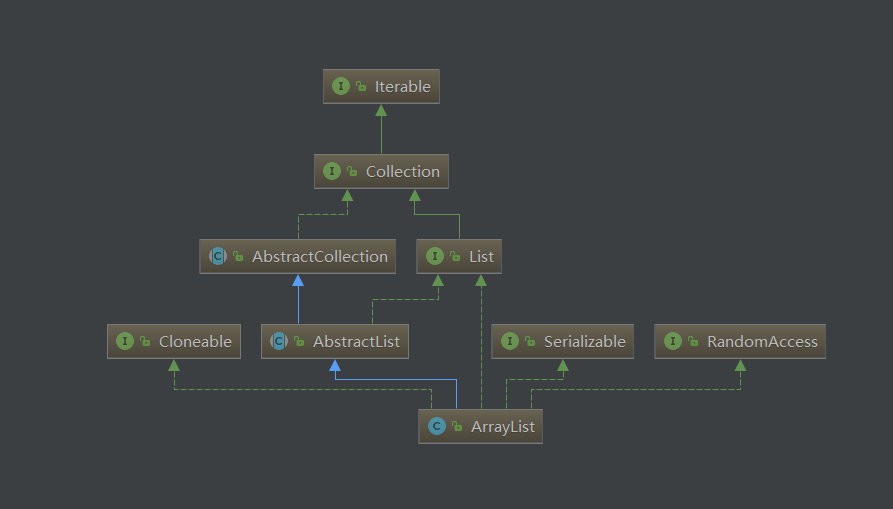 I Iterable
I Collection
C AbstractCollection
I List
I Cloneable
C AbstractList
I Serializable
I RandomAccess
C ArrayList